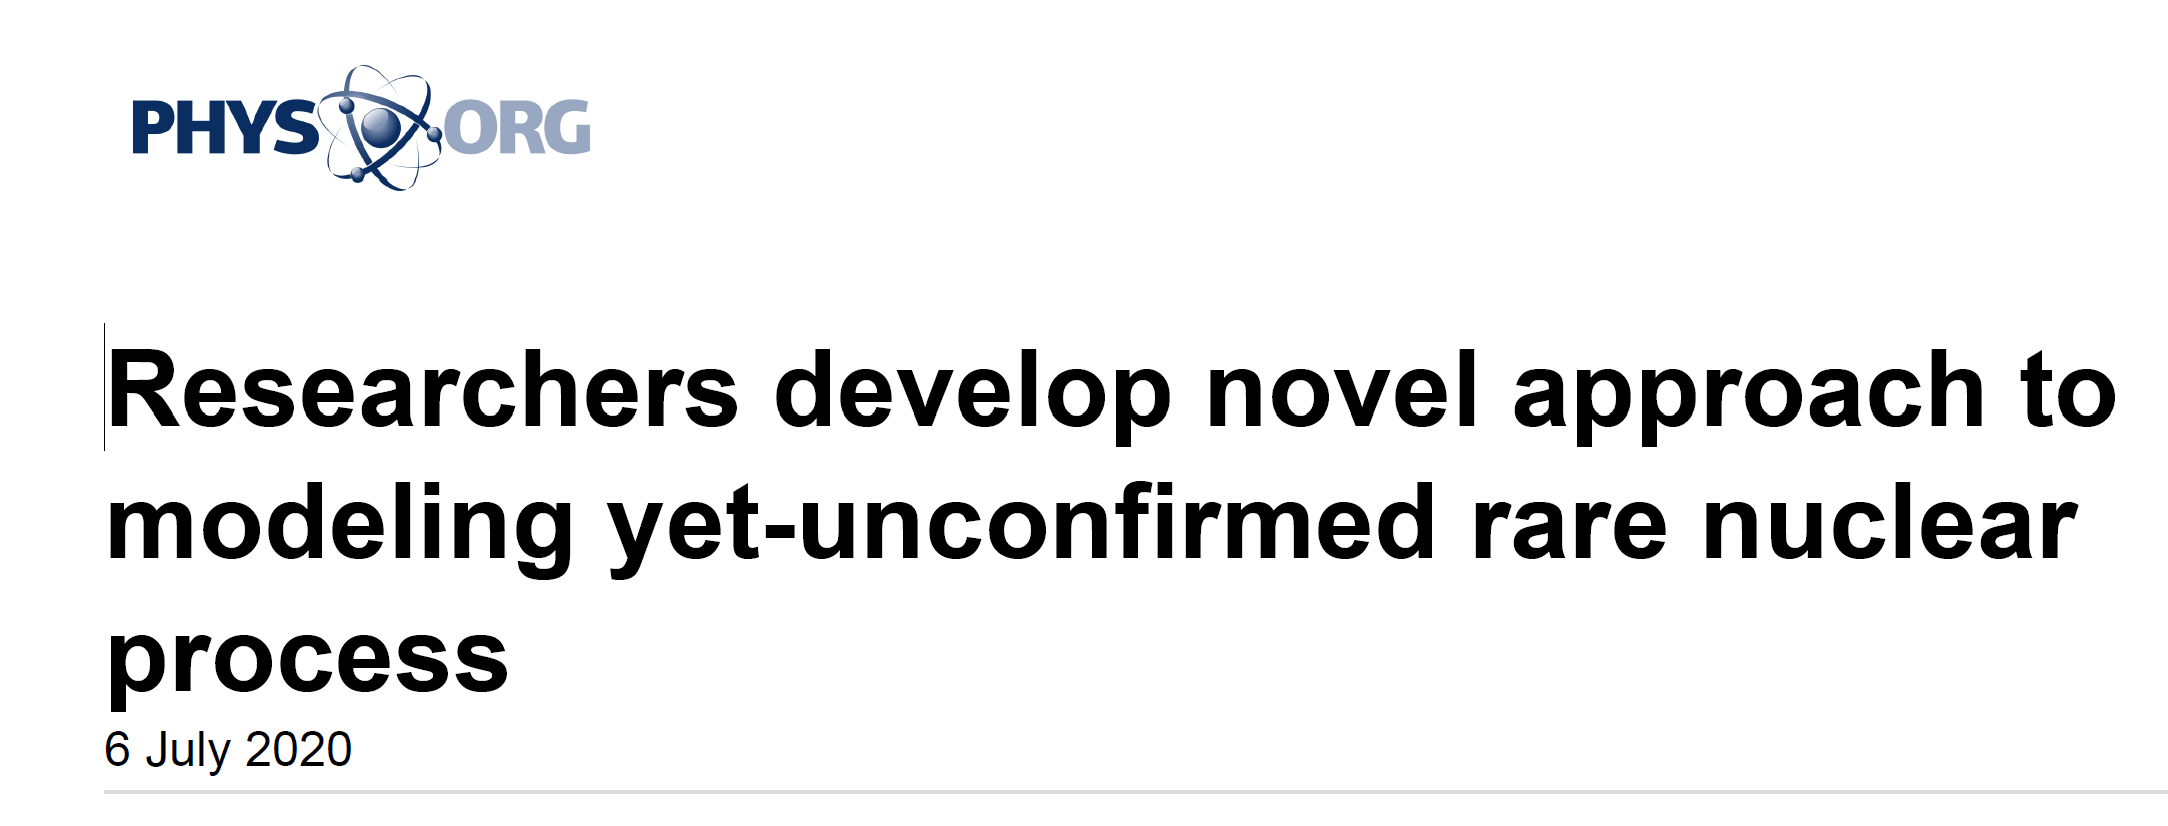 PHYS ORG
Researchers develop novel approach to
modeling yet-unconfirmed rare nuclear
process
6 July 2020